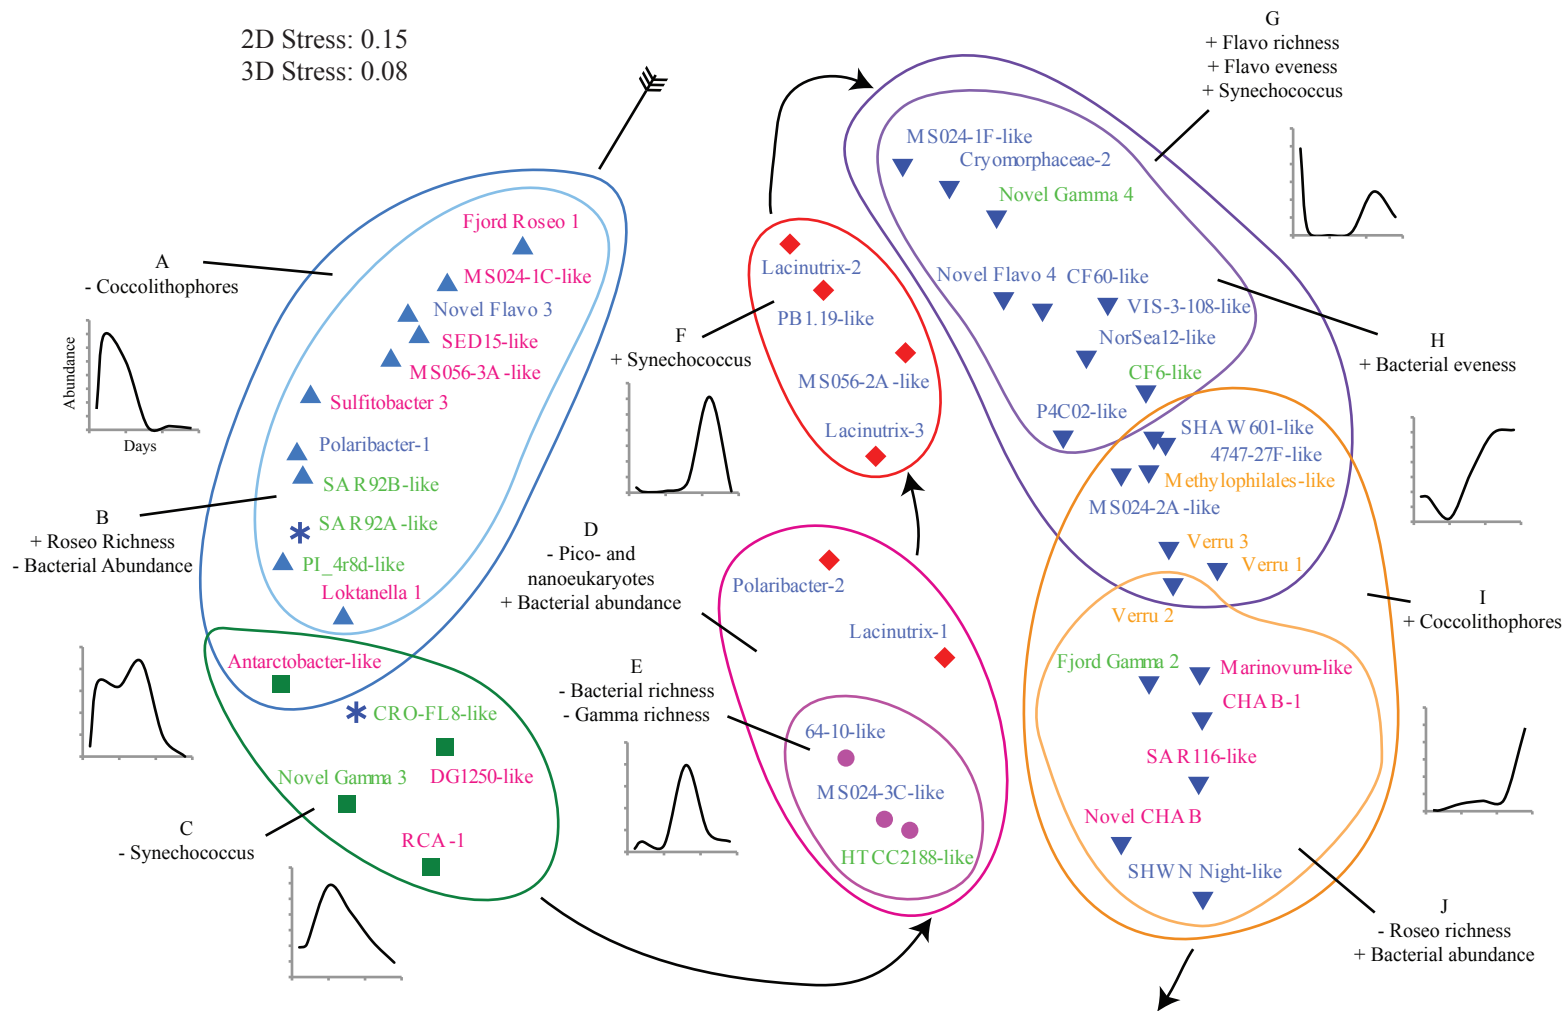 2D Stress: 0.15
3D Stress: 0.08
A
- Coccolithophores
Abundance
Days
B
+ Roseo Richness
- Bacterial Abundance
Fjord Roseo 1
MS024-1C-like
Novel Flavo 3
SED15-like
MS056-3A-like
Sulfitobacter 3
Polaribacter-1
SAR92B-like
SAR92A-like
PI_4r8d-like
Loktanella 1
Antarctobacter-like
CRO-FL8-like
Novel Gamma 3
DG1250-like
RCA-1
C
- Synechococcus
D
- Pico- and
nanoeukaryotes
+ Bacterial abundance
E
- Bacterial richness
- Gamma richness
F
+ Synechococcus
Lacinutrix-2
PB1.19-like
MS056-2A-like
Lacinutrix-3
Polaribacter-2
Lacinutrix-1
64-10-like
MS024-3C-like
HTCC2188-like
G
+ Flavo richness
+ Flavo eveness
+ Synechococcus
MS024-1F-like
Cryomorphaceae-2
Novel Gamma 4
Novel Flavo 4
CF60-like
VIS-3-108-like
NorSea12-like
CF6-like
P4C02-like
SHAW601-like
4747-27F-like
Methylophilales-like
MS024-2A-like
Verru 3
Verru 1
Verru 2
Fjord Gamma 2
Marinovum-like
CHAB-1
SAR116-like
Novel CHAB
SHWN Night-like
H
+ Bacterial eveness
I
+ Coccolithophores
J
- Roseo richness
+ Bacterial abundance